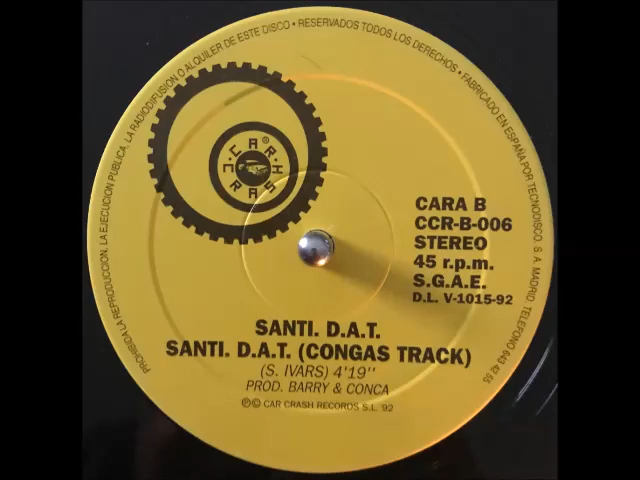 PROHIBIDA LA REPRODUCCION, LA EJECUCION PUBLICA, LA RADIODIFUSION O ALQUILER DE ESTE DISCO • RESERVADOS TODOS LOS DERECHOS • FABRICADO EN ESPAÑA POR TECNODISCO, S. A. MADRID. TELEFONO 643 42 55
CAR
CRASH
®
CARA B
CCR-B-006
STEREO
45 r.p.m.
S.G.A.E.
D.L. V-1015-92
SANTI. D.A.T.
SANTI. D.A.T. (CONGAS TRACK)
(S. IVARS) 4'19''
PROD. BARRY & CONCA
℗© CAR CRASH RECORDS S.L. 92